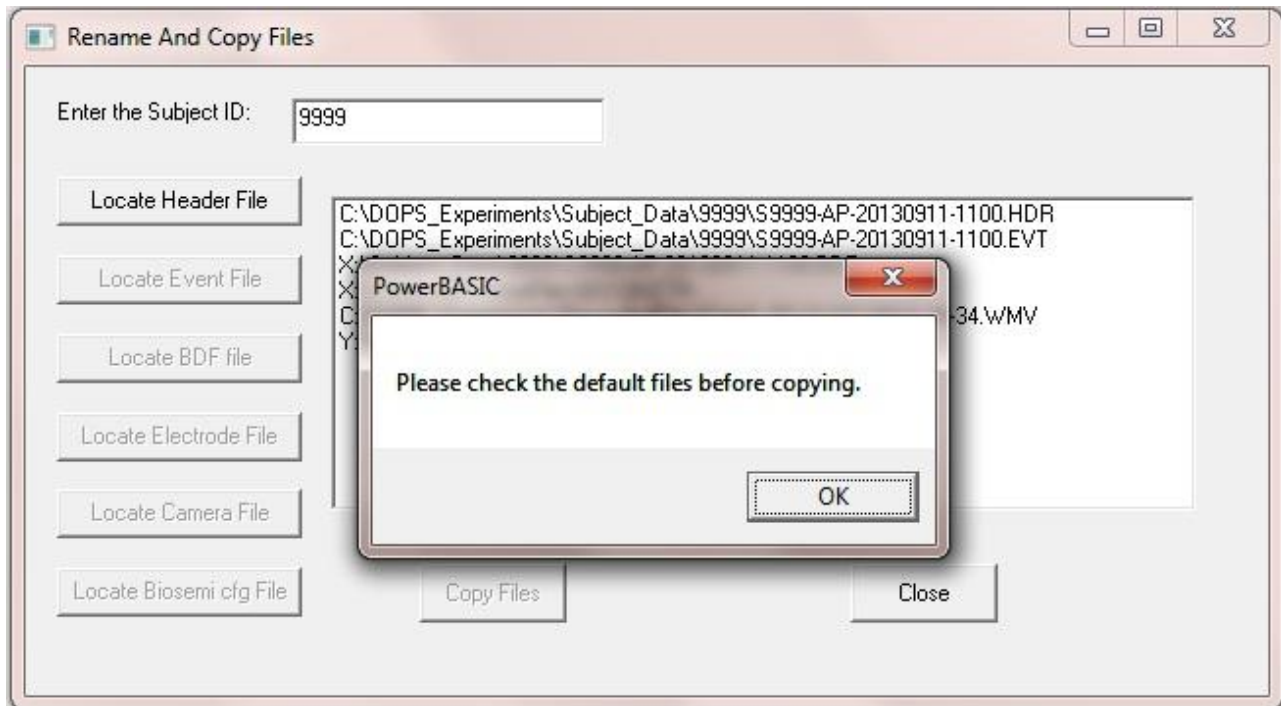 Rename And Copy Files
Enter the Subject ID: 9999
Locate Header File
C:\DOPS_Experiments\Subject_Data\9999\S9999-AP-20130911-1100.HDR
C:\DOPS_Experiments\Subject_Data\9999\S9999-AP-20130911-1100.EVT
Locate Event File
X:
X:
C:
-34.WMV
Y:
PowerBASIC
Please check the default files before copying.
OK
Locate BDF file
Locate Electrode File
Locate Camera File
Locate Biosemi cfg File
Copy Files
Close